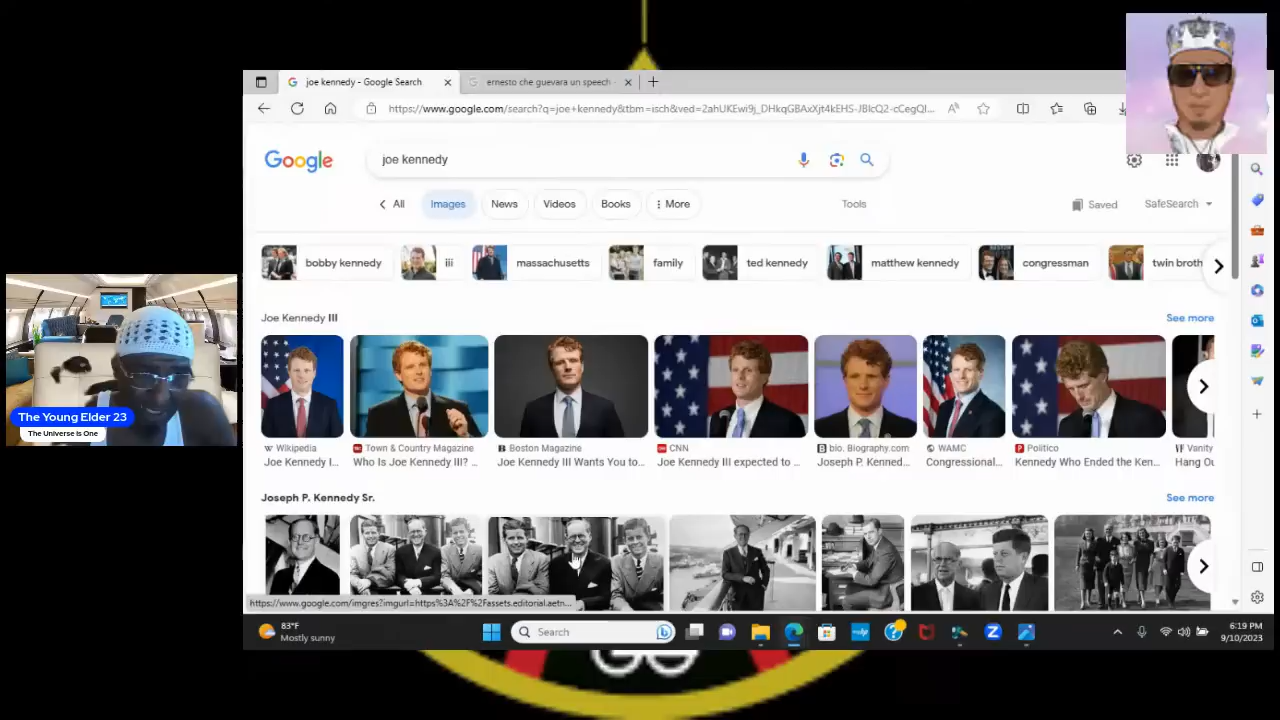 joe kennedy - Google Search
ernesto che guevara un speech
https://www.google.com/search?q=joe+kennedy&tbm=isch&ved=
Google
joe kennedy
All
Images
News
Videos
Books
More
Tools
Saved
SafeSearch
bobby kennedy
iii
massachusetts
family
ted kennedy
matthew kennedy
congressman
twin broth
Joe Kennedy III
See more
Wikipedia
Town & Country Magazine
Boston Magazine
CNN
bio. Biography.com
WAMC
Politico
Vanity
Joe Kennedy I...
Who Is Joe Kennedy III? ...
Joe Kennedy III Wants You to...
Joe Kennedy III expected to ...
Joseph P. Kenned...
Congressional...
Kennedy Who Ended the Ken...
Hang Ou
The Young Elder 23
The Universe is One
Joseph P. Kennedy Sr.
See more
https://www.google.com/imgres?imgurl=https%3A%2F%2Fassets.editorial.aetn...
83°F
Mostly sunny
Search
6:19 PM
9/10/2023